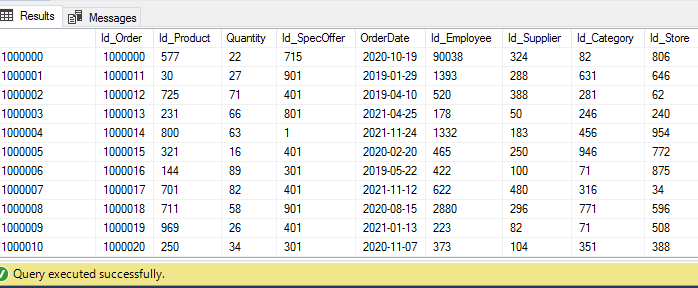 Results Messages
Id_Order Id_Product Quantity Id_SpecOffer OrderDate Id_Employee Id_Supplier Id_Category Id_Store
1000000 1000000 577 22 715 2020-10-19 90038 324 82 806
1000001 1000011 30 27 901 2019-01-29 1393 288 631 646
1000002 1000012 725 71 401 2019-04-10 520 388 281 62
1000003 1000013 231 66 801 2021-04-25 178 50 246 240
1000004 1000014 800 63 1 2021-11-24 1332 183 456 954
1000005 1000015 321 16 401 2020-02-20 465 250 946 772
1000006 1000016 144 89 301 2019-05-22 422 100 71 875
1000007 1000017 701 82 401 2021-11-12 622 480 316 34
1000008 1000018 711 58 901 2020-08-15 2880 296 771 596
1000009 1000019 969 26 401 2021-01-13 223 82 71 508
1000010 1000020 250 34 301 2020-11-07 373 104 351 388
Query executed successfully.